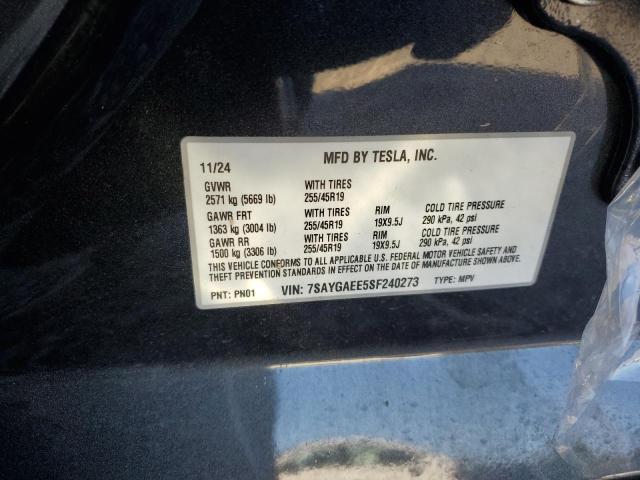 MFD BY TESLA, INC.
11/24
GVWR WITH TIRES
2571 kg (5669 lb) 255/45R19
GAWR FRT WITH TIRES RIM COLD TIRE PRESSURE
1363 kg (3004 lb) 255/45R19 19X9.5J 290 kPa, 42 psi
GAWR RR WITH TIRES RIM COLD TIRE PRESSURE
1500 kg (3306 lb) 255/45R19 19X9.5J 290 kPa, 42 psi
THIS VEHICLE CONFORMS TO ALL APPLICABLE U.S. FEDERAL MOTOR VEHICLE SAFETY AND
THEFT PREVENTION STANDARDS IN EFFECT ON THE DATE OF MANUFACTURE SHOWN ABOVE.
PNT: PN01 VIN: 7SAYGAEE5SF240273 TYPE: MPV